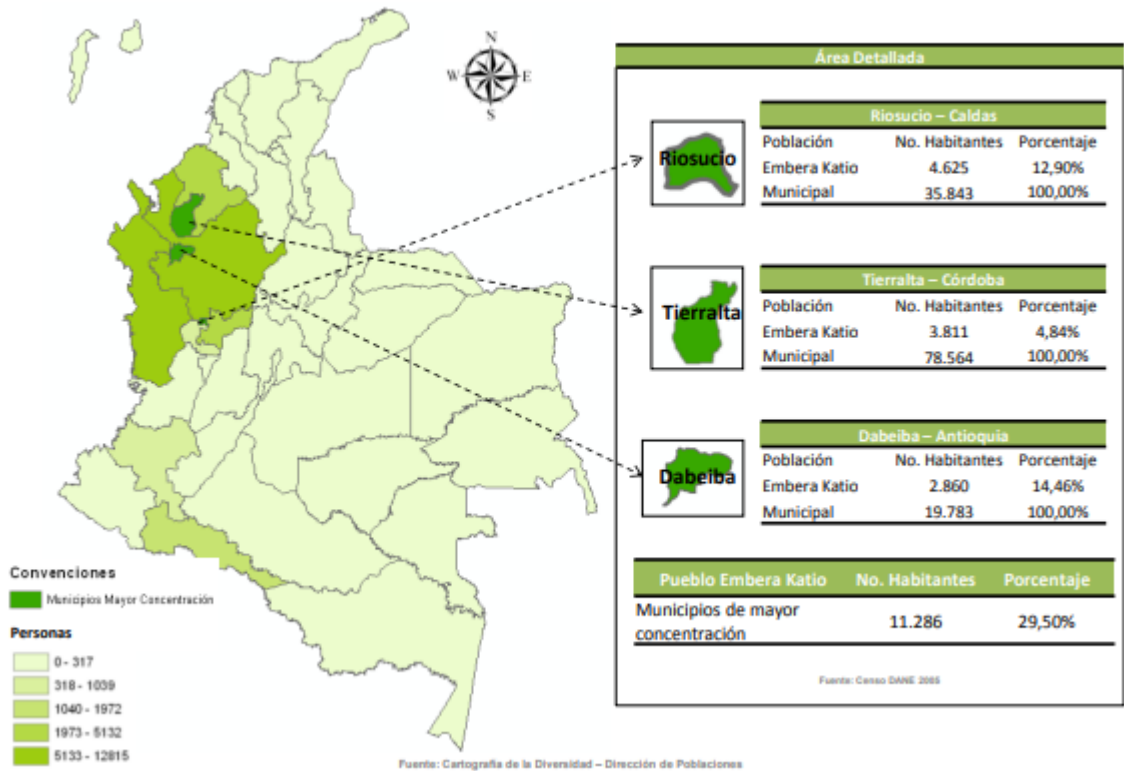 N
W
E
S
Área Detallada
Riosucio
Riosucio – Caldas
Población No. Habitantes Porcentaje
Embera Katio 4.625 12,90%
Municipal 35.843 100,00%
Tierralta
Tierralta – Córdoba
Población No. Habitantes Porcentaje
Embera Katio 3.811 4,84%
Municipal 78.564 100,00%
Dabeiba
Dabeiba – Antioquia
Población No. Habitantes Porcentaje
Embera Katio 2.860 14,46%
Municipal 19.783 100,00%
Pueblo Embera Katio No. Habitantes Porcentaje
Municipios de mayor
concentración 11.286 29,50%
Fuente: Censo DANE 2005
Convenciones
Municipios Mayor Concentración
Personas
0 - 317
318 - 1039
1040 - 1972
1973 - 5132
5133 - 12815
Fuente: Cartografía de la Diversidad – Dirección de Poblaciones